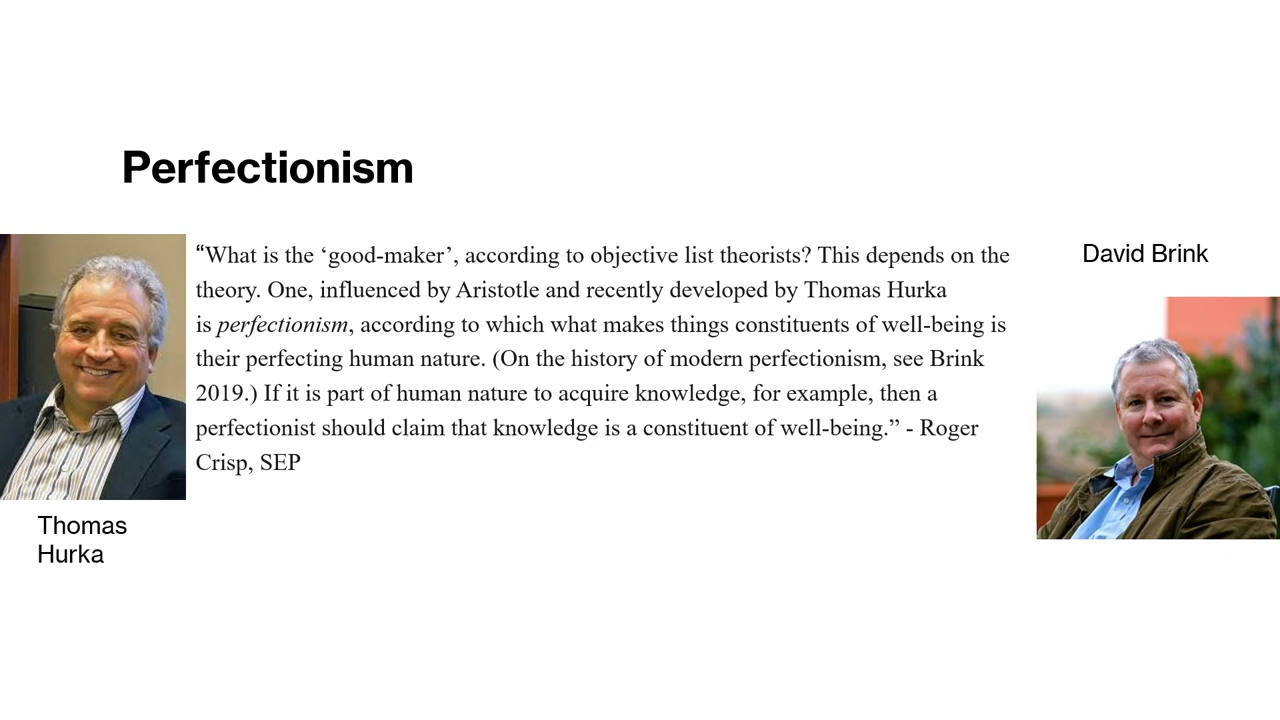 Perfectionism
“What is the ‘good-maker’, according to objective list theorists? This depends on the
theory. One, influenced by Aristotle and recently developed by Thomas Hurka
is perfectionism, according to which what makes things constituents of well-being is
their perfecting human nature. (On the history of modern perfectionism, see Brink
2019.) If it is part of human nature to acquire knowledge, for example, then a
perfectionist should claim that knowledge is a constituent of well-being.” - Roger
Crisp, SEP
Thomas
Hurka
David Brink